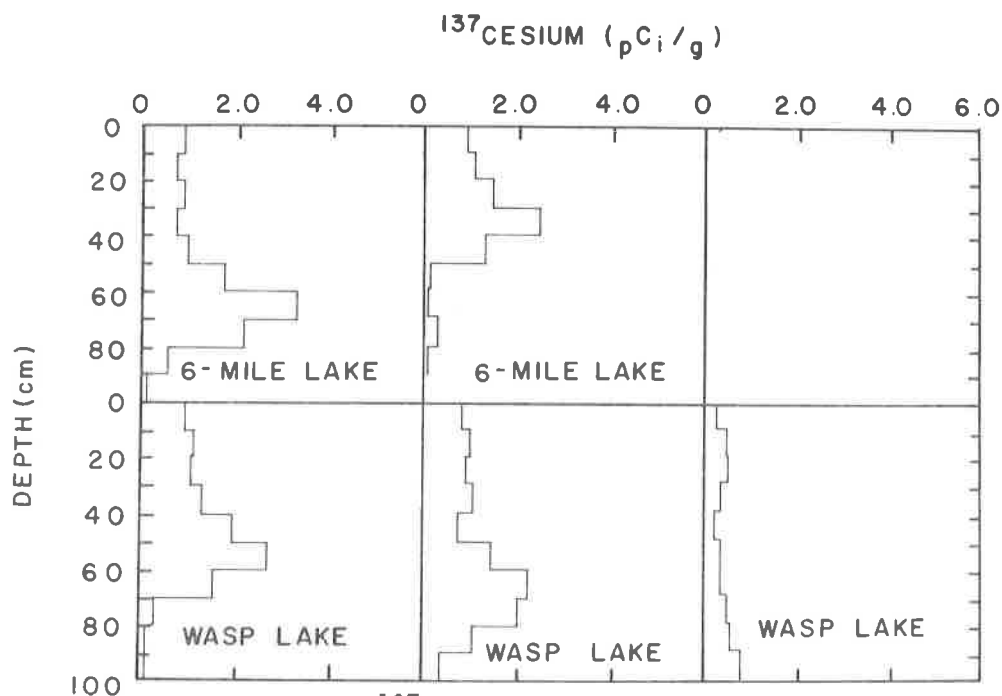 137CESIUM (pCi/g)
0 2.0 4.0 0 2.0 4.0 0 2.0 4.0 6.0
0
20
40
60
80
6-MILE LAKE 6-MILE LAKE
0
20
40
60
80
100
WASP LAKE WASP LAKE WASP LAKE
DEPTH (cm)